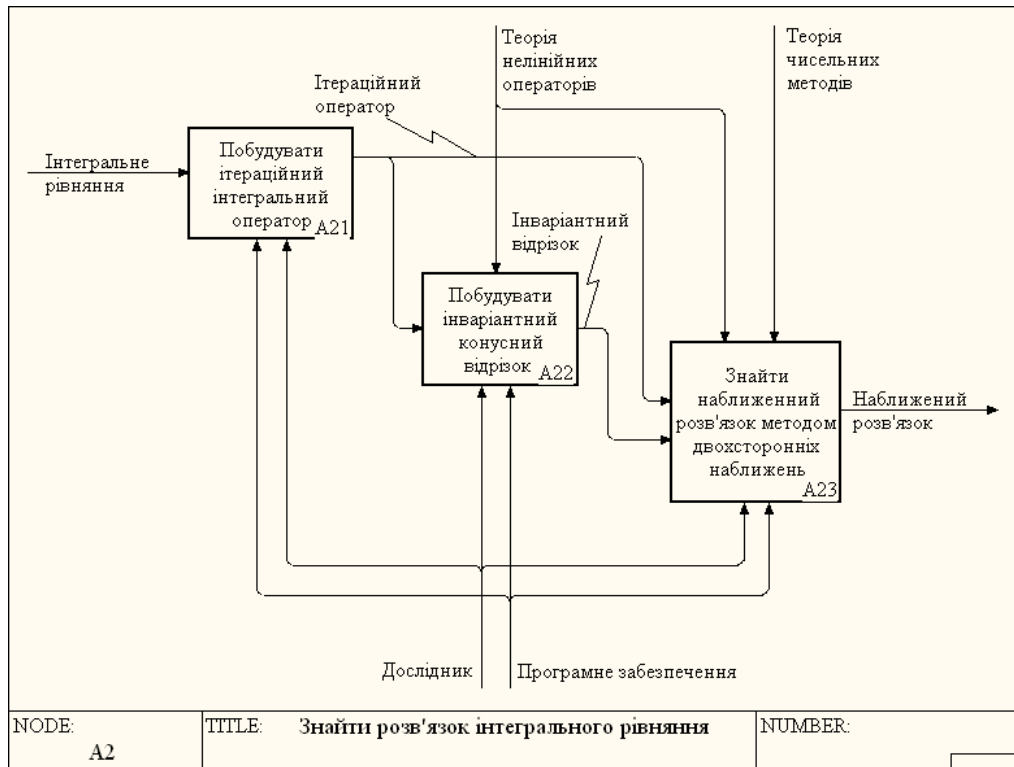 Теорія
нелінійних
операторів
Теорія
чисельних
методів
Ітераційний
оператор
Інтегральне
рівняння
Побудувати
ітераційний
інтегральний
оператор
A21
Інваріантний
відрізок
Побудувати
інваріантний
конусний
відрізок
A22
Знайти
наближенний
розв'язок методом
двохсторонніх
наближень
A23
Наближений
розв'язок
Дослідник
Програмне забезпечення
NODE:
A2
TITLE:
Знайти розв'язок інтегрального рівняння
NUMBER: